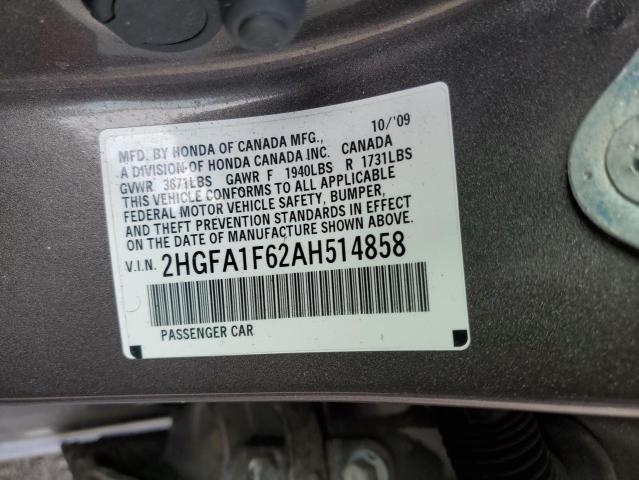 MFD. BY HONDA OF CANADA MFG., 10/'09
A DIVISION OF HONDA CANADA INC. CANADA
GVWR 3671LBS GAWR F 1940LBS R 1731LBS
THIS VEHICLE CONFORMS TO ALL APPLICABLE
FEDERAL MOTOR VEHICLE SAFETY, BUMPER,
AND THEFT PREVENTION STANDARDS IN EFFECT
ON THE DATE OF MANUFACTURE SHOWN ABOVE.
V.I.N. 2HGFA1F62AH514858
PASSENGER CAR